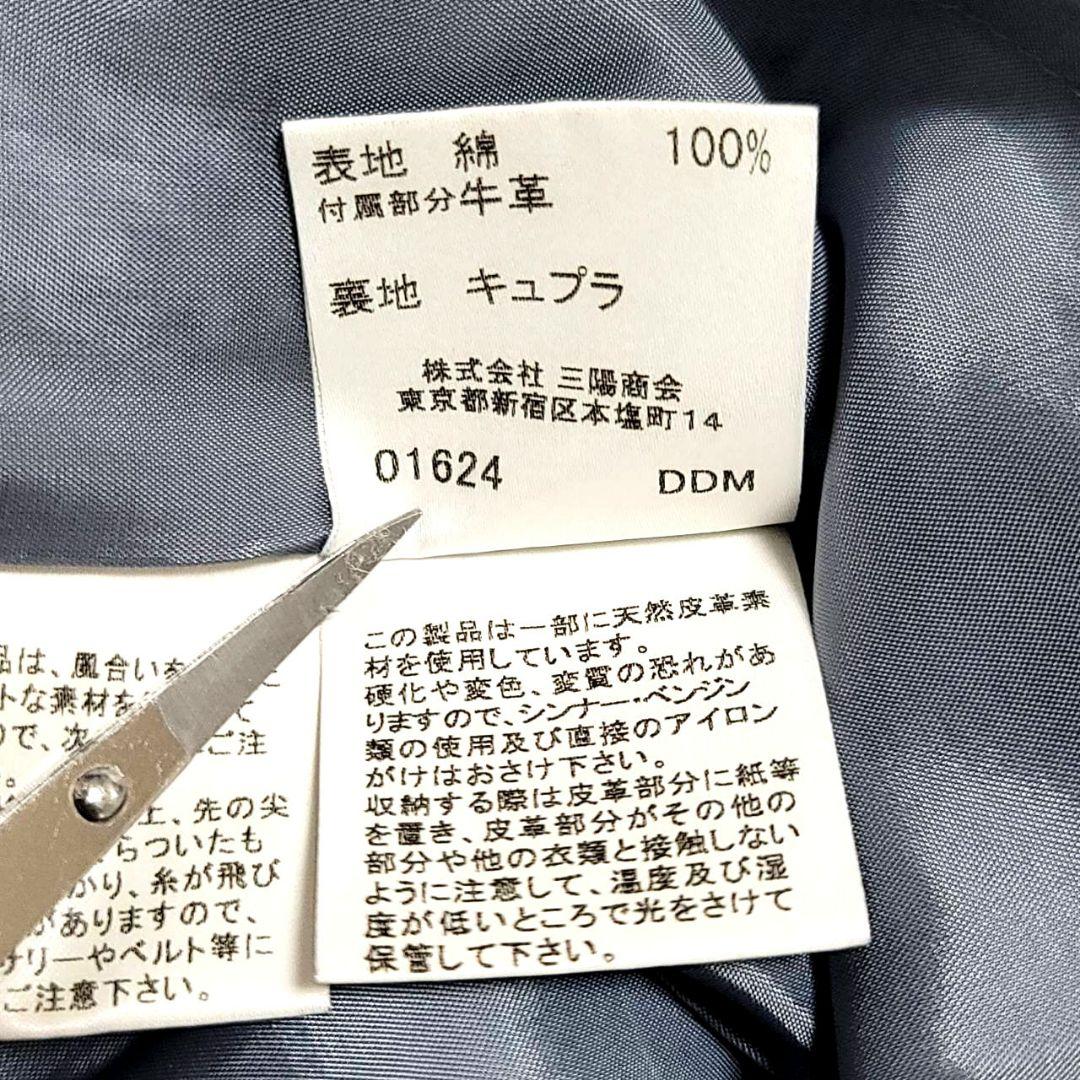 表地 綿 100%
付属部分牛革
裏地 キュプラ
株式会社 三陽商会
東京都新宿区本塩町14
01624 DDM
この製品は一部に天然皮革素
材を使用しています。
硬化や変色、変質の恐れがあ
りますので、シンナー・ベンジン
類の使用及び直接のアイロン
がけはおさけ下さい。
収納する際は皮革部分に紙等
を置き、皮革部分がその他の
部分や他の衣類と接触しない
ように注意して、温度及び湿
度が低いところで光をさけて
保管して下さい。
品は、風合いを
トな素材を
ので、次 ご注
。
上、先の尖
らついたも
かり、糸が飛び
がありますので、
サリーやベルト等に
ご注意下さい。